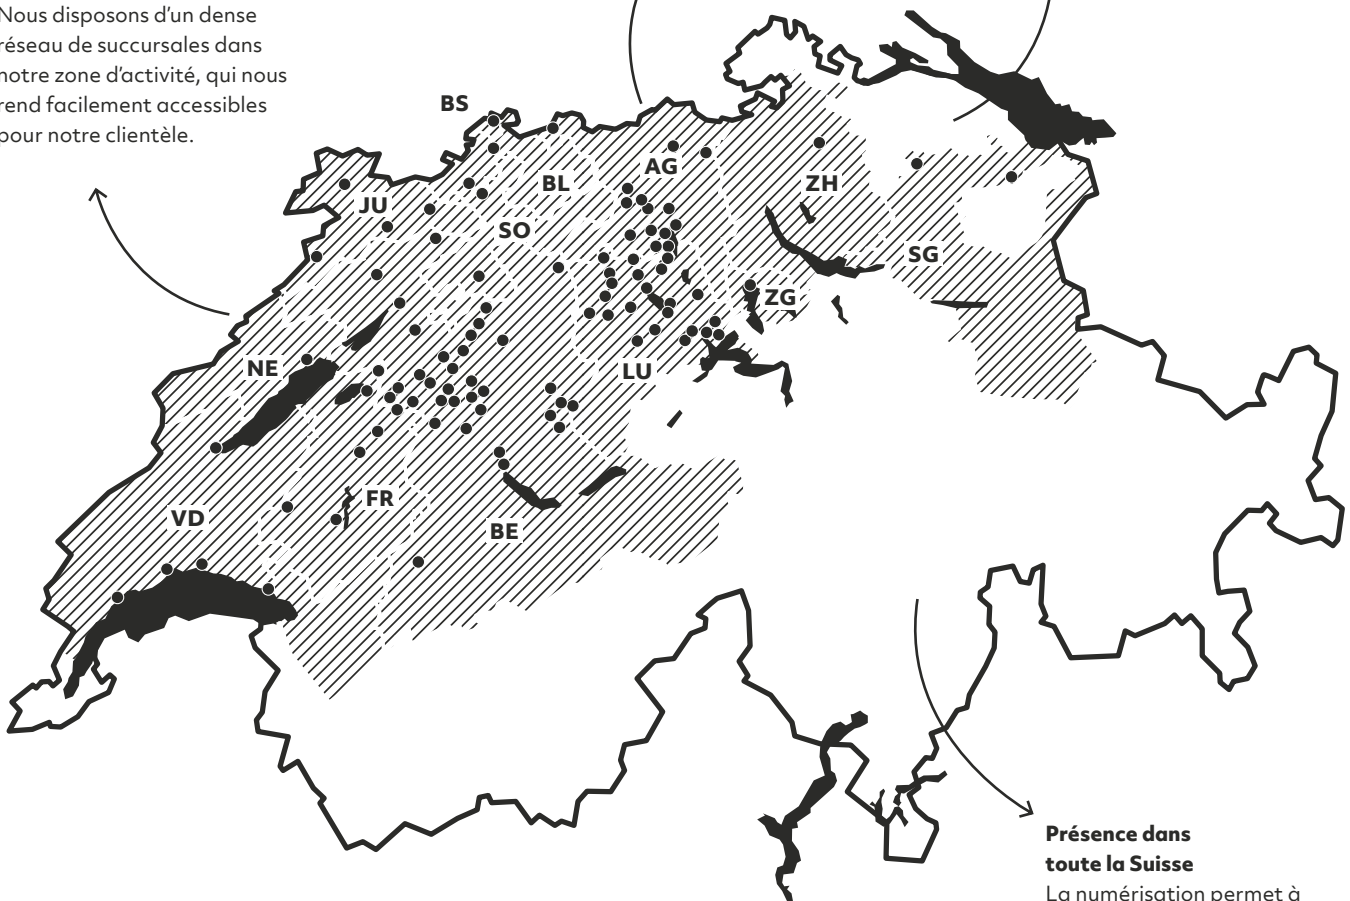 Nous disposons d'un dense
réseau de succursales dans
notre zone d'activité, qui nous
rend facilement accessibles
pour notre clientèle.
BS
AG
BL
ZH
JU
SO
SG
ZG
NE
LU
FR
VD
BE
Présence dans
toute la Suisse
La numérisation permet à